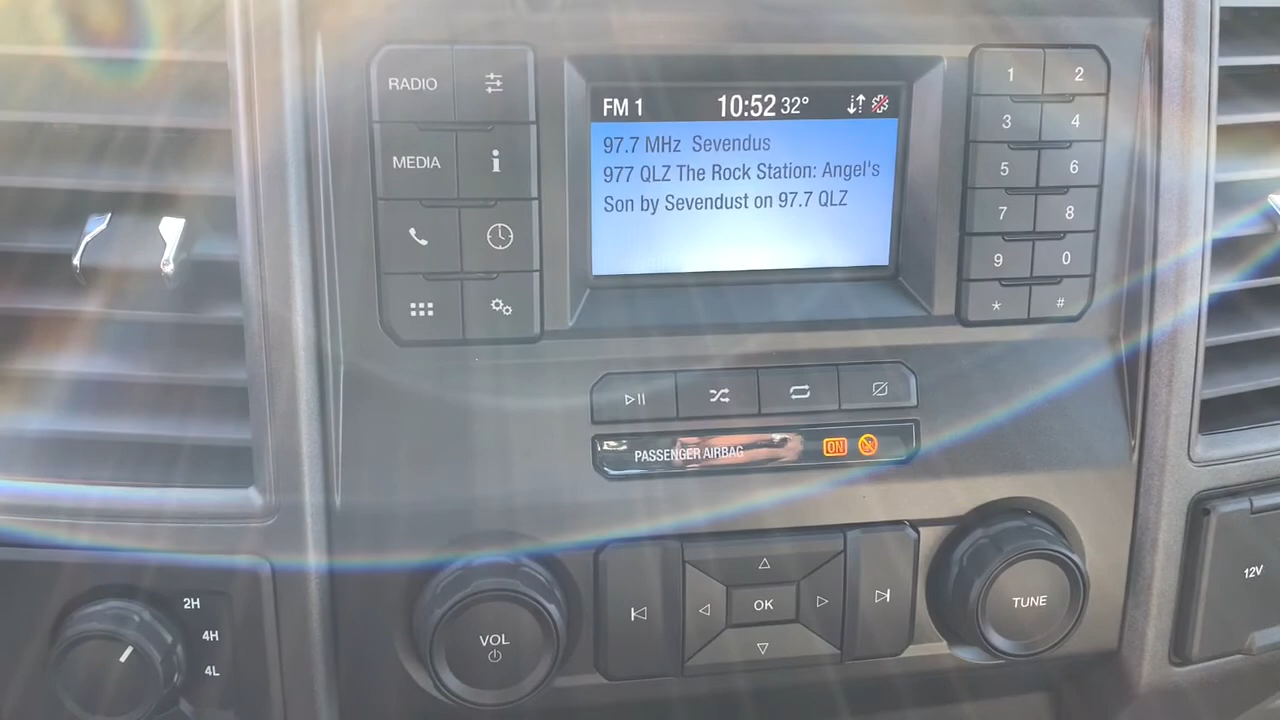 RADIO
MEDIA
FM 1 10:52 32°
97.7 MHz Sevendus
977 QLZ The Rock Station: Angel's
Son by Sevendust on 97.7 QLZ
1 2
3 4
5 6
7 8
9 0
* #
PASSENGER AIRBAG ON
2H
4H
4L
VOL
OK
TUNE
12V